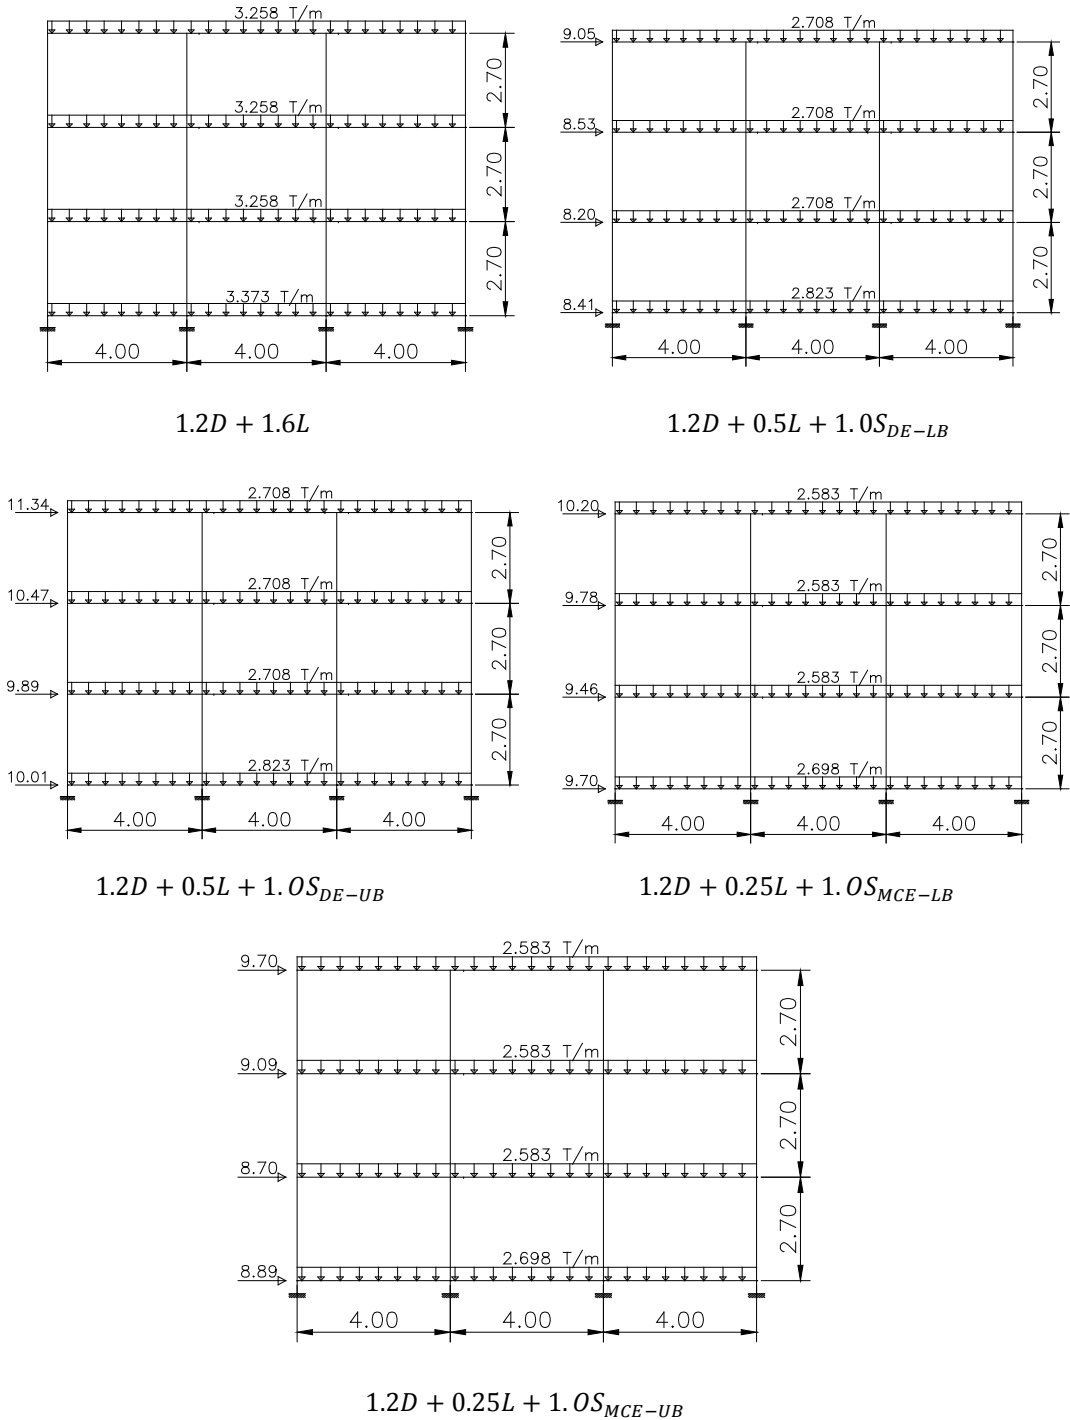 3.258 T/m
2.70
3.258 T/m
2.70
3.258 T/m
2.70
3.373 T/m
4.00 4.00 4.00
1.2D + 1.6L
9.05 2.708 T/m
2.70
8.53 2.708 T/m
2.70
8.20 2.708 T/m
2.70
8.41 2.823 T/m
4.00 4.00 4.00
1.2D + 0.5L + 1.0S_{DE−LB}
11.34 2.708 T/m
2.70
10.47 2.708 T/m
2.70
9.89 2.708 T/m
2.70
10.01 2.823 T/m
4.00 4.00 4.00
1.2D + 0.5L + 1.OS_{DE−UB}
10.20 2.583 T/m
2.70
9.78 2.583 T/m
2.70
9.46 2.583 T/m
2.70
9.70 2.698 T/m
4.00 4.00 4.00
1.2D + 0.25L + 1.OS_{MCE−LB}
9.70 2.583 T/m
2.70
9.09 2.583 T/m
2.70
8.70 2.583 T/m
2.70
8.89 2.698 T/m
4.00 4.00 4.00
1.2D + 0.25L + 1.OS_{MCE−UB}